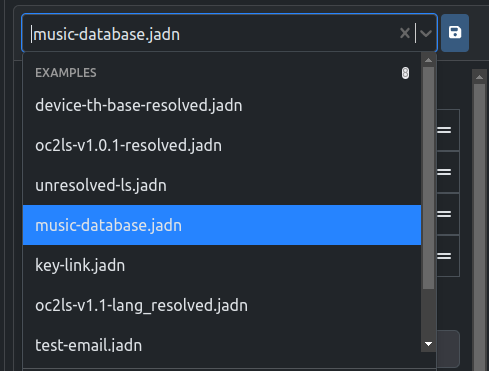 music-database.jadn
EXAMPLES 8
device-th-base-resolved.jadn
oc2ls-v1.0.1-resolved.jadn
unresolved-ls.jadn
music-database.jadn
key-link.jadn
oc2ls-v1.1-lang_resolved.jadn
test-email.jadn